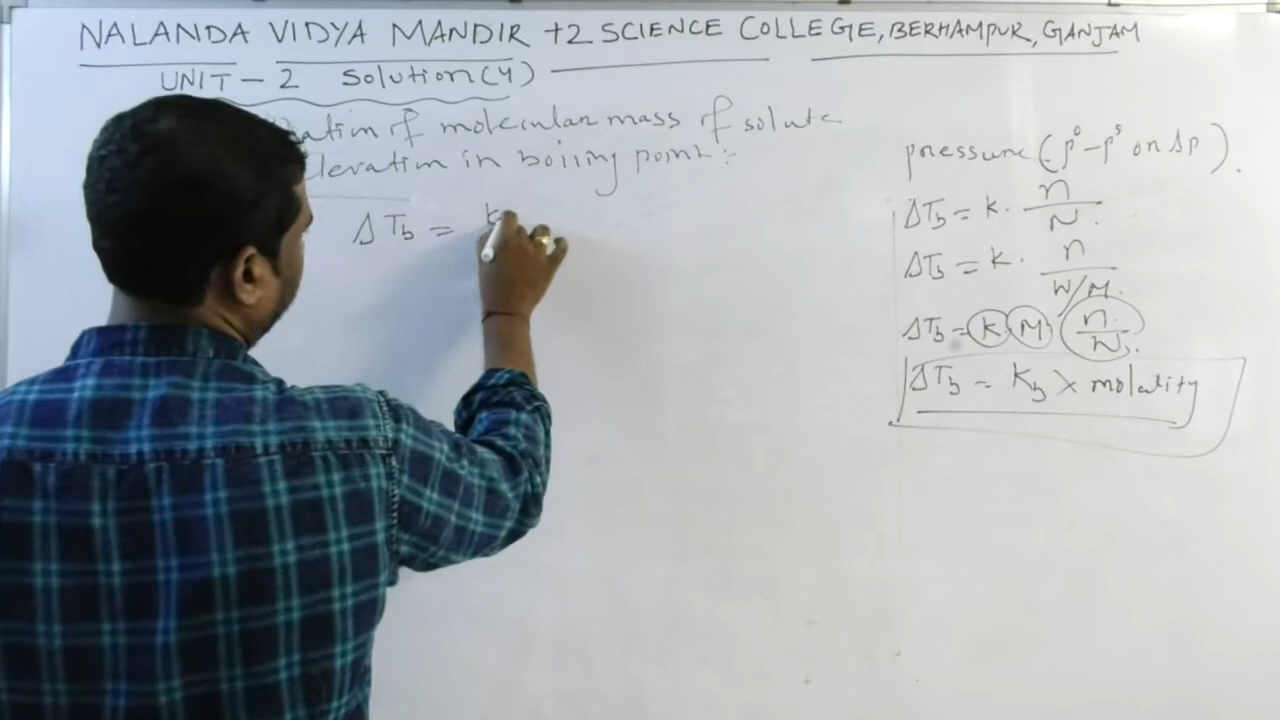 NALANDA VIDYA MANDIR +2 SCIENCE COLLEGE, BERHAMPUR, GANJAM
UNIT - 2 Solution (4)
of molecular mass of solute
in boiling point :-
ΔTb = K
pressure (p° - pˢ or Δp).
ΔTb = K . n / N.
ΔTb = K . n / W/M.
ΔTb = K M n / W.
ΔTb = Kb × molality